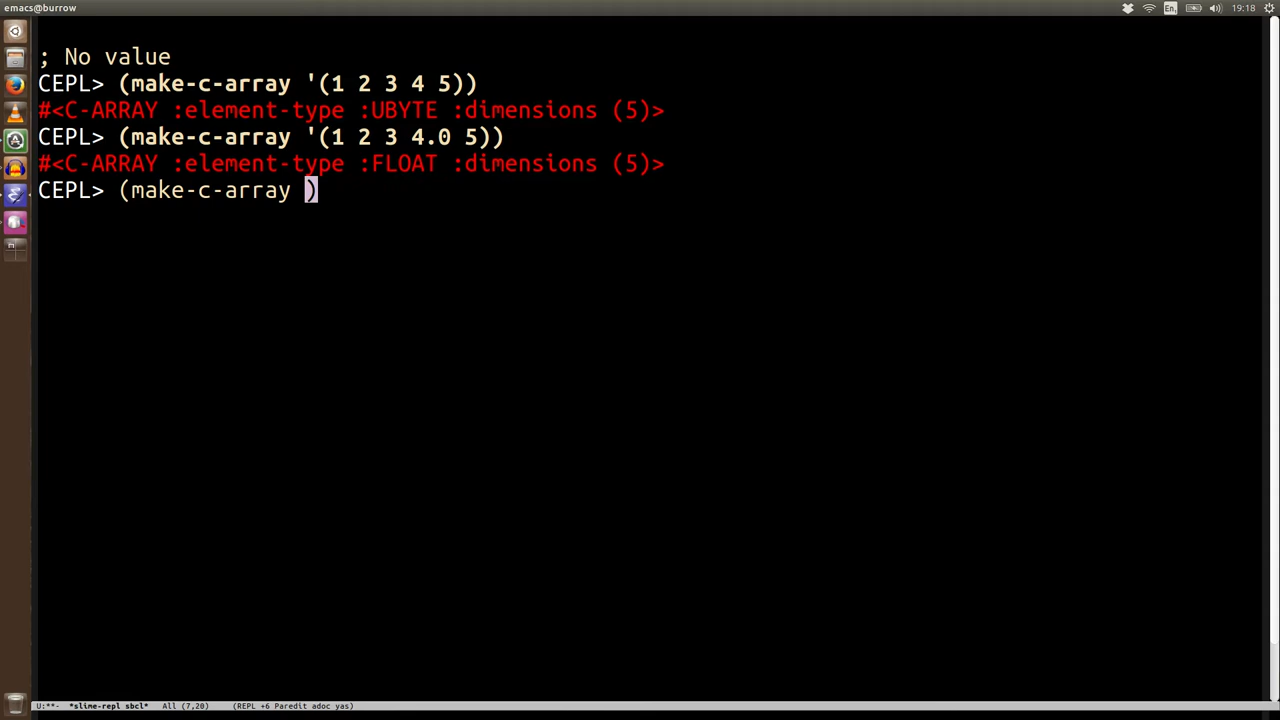 emacs@burrow
En
19:18
; No value
CEPL> (make-c-array '(1 2 3 4 5))
#<C-ARRAY :element-type :UBYTE :dimensions (5)>
CEPL> (make-c-array '(1 2 3 4.0 5))
#<C-ARRAY :element-type :FLOAT :dimensions (5)>
CEPL> (make-c-array )
U:**-  *slime-repl sbcl*   All (7,20)     (REPL +6 Paredit adoc yas)